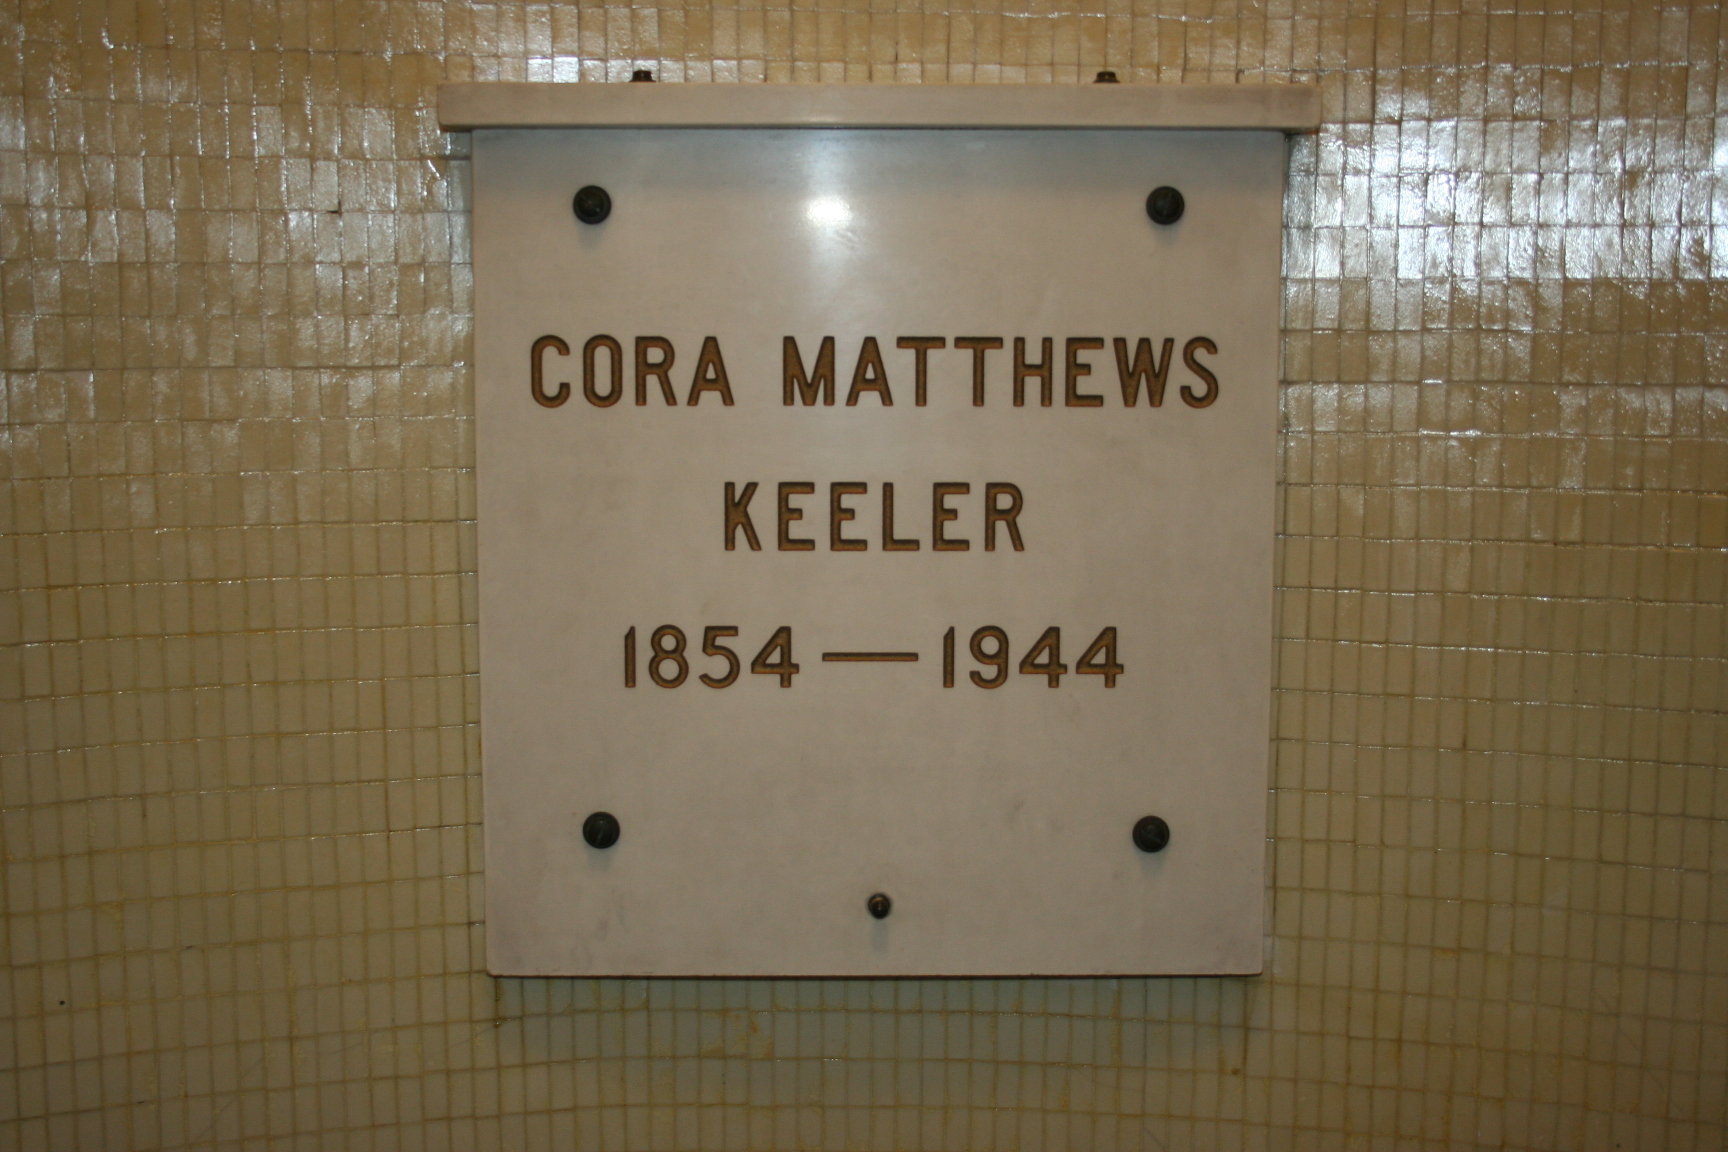 CORA MATTHEWS
KEELER
1854—1944